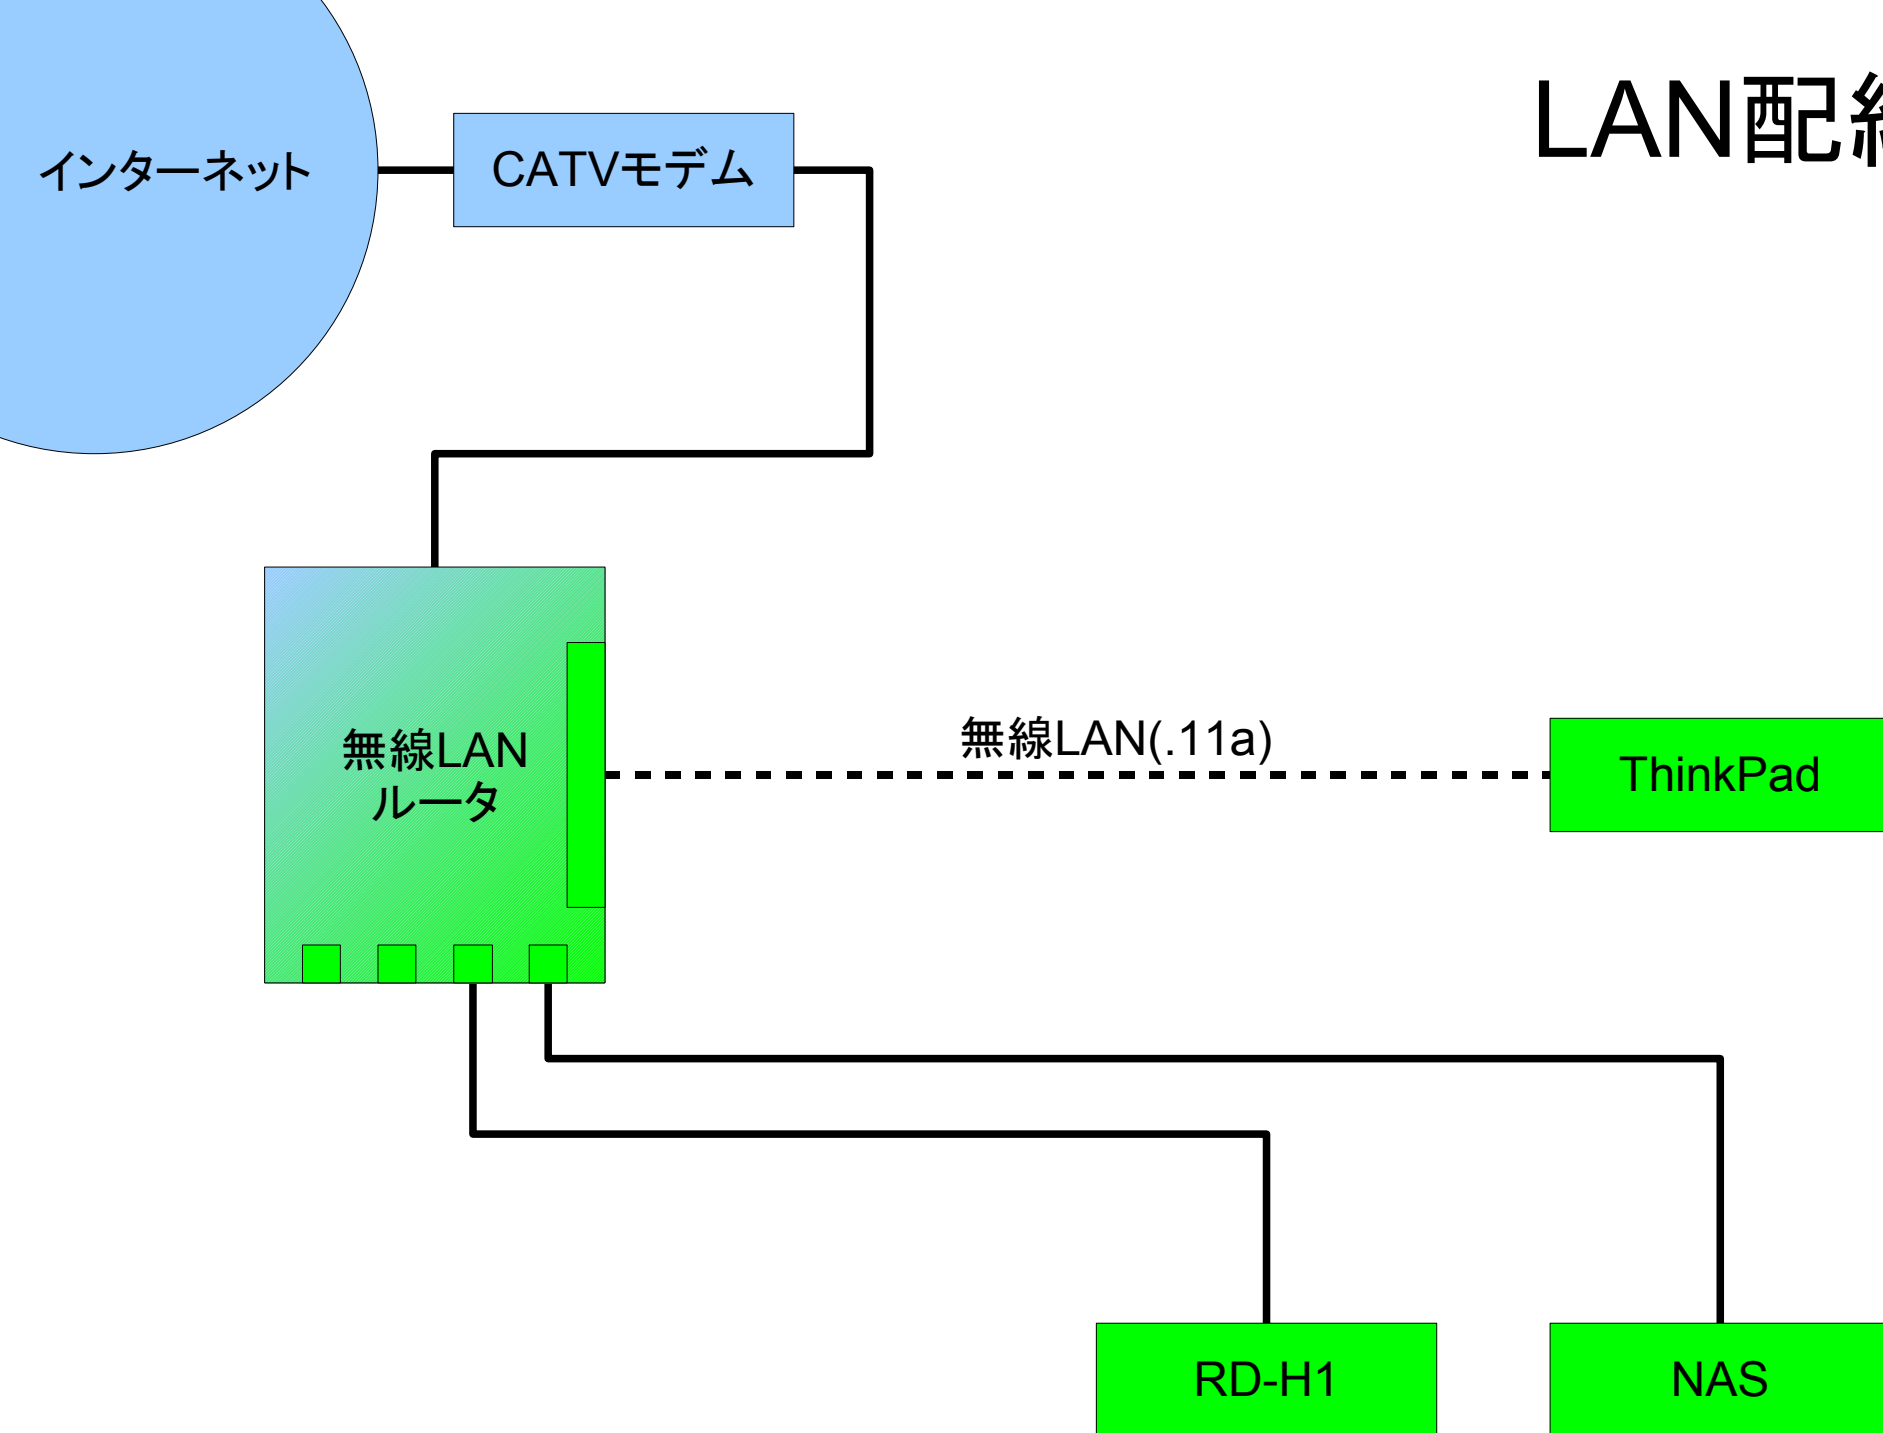 LAN配
インターネット
CATVモデム
無線LAN
ルータ
無線LAN(.11a)
ThinkPad
RD-H1
NAS